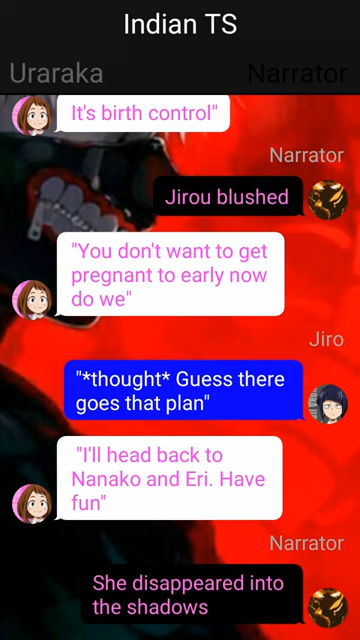 Indian TS
Uraraka
Narrator
It's birth control"
Narrator
Jirou blushed
"You don't want to get
pregnant to early now
do we"
Jiro
"*thought* Guess there
goes that plan"
"I'll head back to
Nanako and Eri. Have
fun"
Narrator
She disappeared into
the shadows